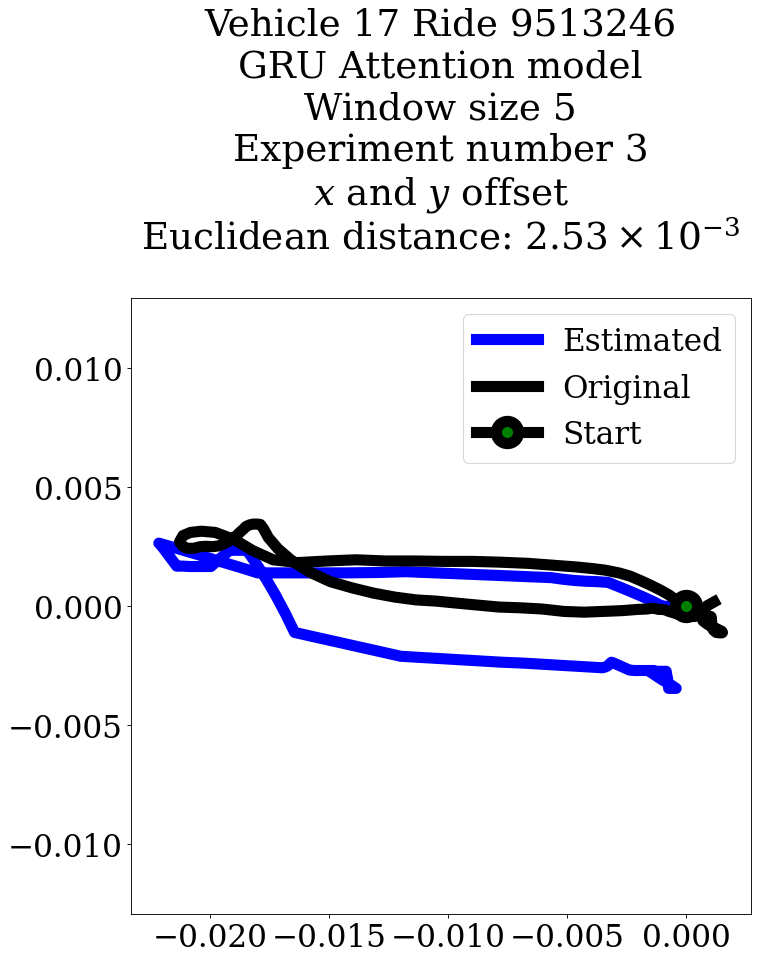 Vehicle 17 Ride 9513246
GRU Attention model
Window size 5
Experiment number 3
x and y offset
Euclidean distance: 2.53 × 10⁻³
Estimated
Original
Start
0.010
0.005
0.000
−0.005
−0.010
−0.020 −0.015 −0.010 −0.005 0.000